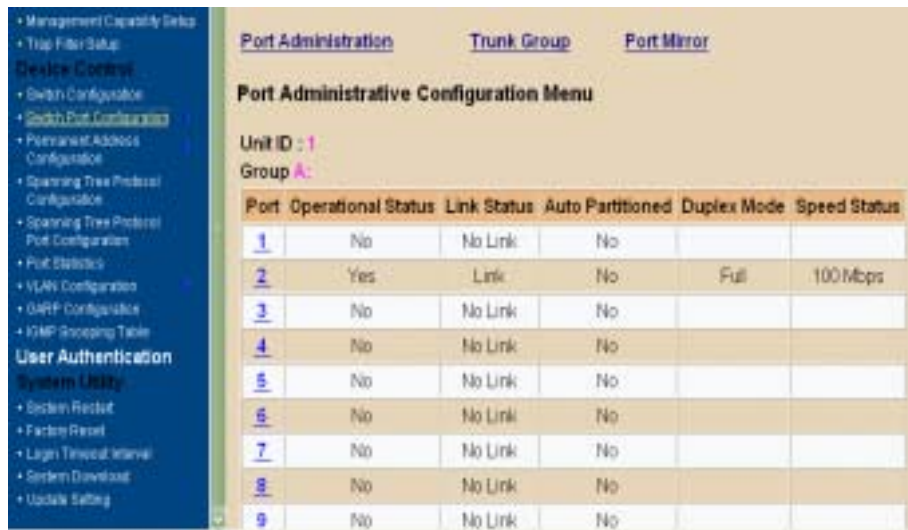 • Management Capability Setup
• Trap Filter Setup
Device Control
• Switch Configuration
• Switch Port Configuration
• Permanent Address
Configuration
• Spanning Tree Protocol
Configuration
• Spanning Tree Protocol
Port Configuration
• Port Statistics
• VLAN Configuration
• GARP Configuration
• IGMP Snooping Table
User Authentication
System Utility
• System Restart
• Factory Reset
• Login Timeout Interval
• System Download
• Update Setting
Port Administration Trunk Group Port Mirror
Port Administrative Configuration Menu
Unit ID : 1
Group A:
Port Operational Status Link Status Auto Partitioned Duplex Mode Speed Status
1 No No Link No
2 Yes Link No Full 100 Mbps
3 No No Link No
4 No No Link No
5 No No Link No
6 No No Link No
7 No No Link No
8 No No Link No
9 No No Link No